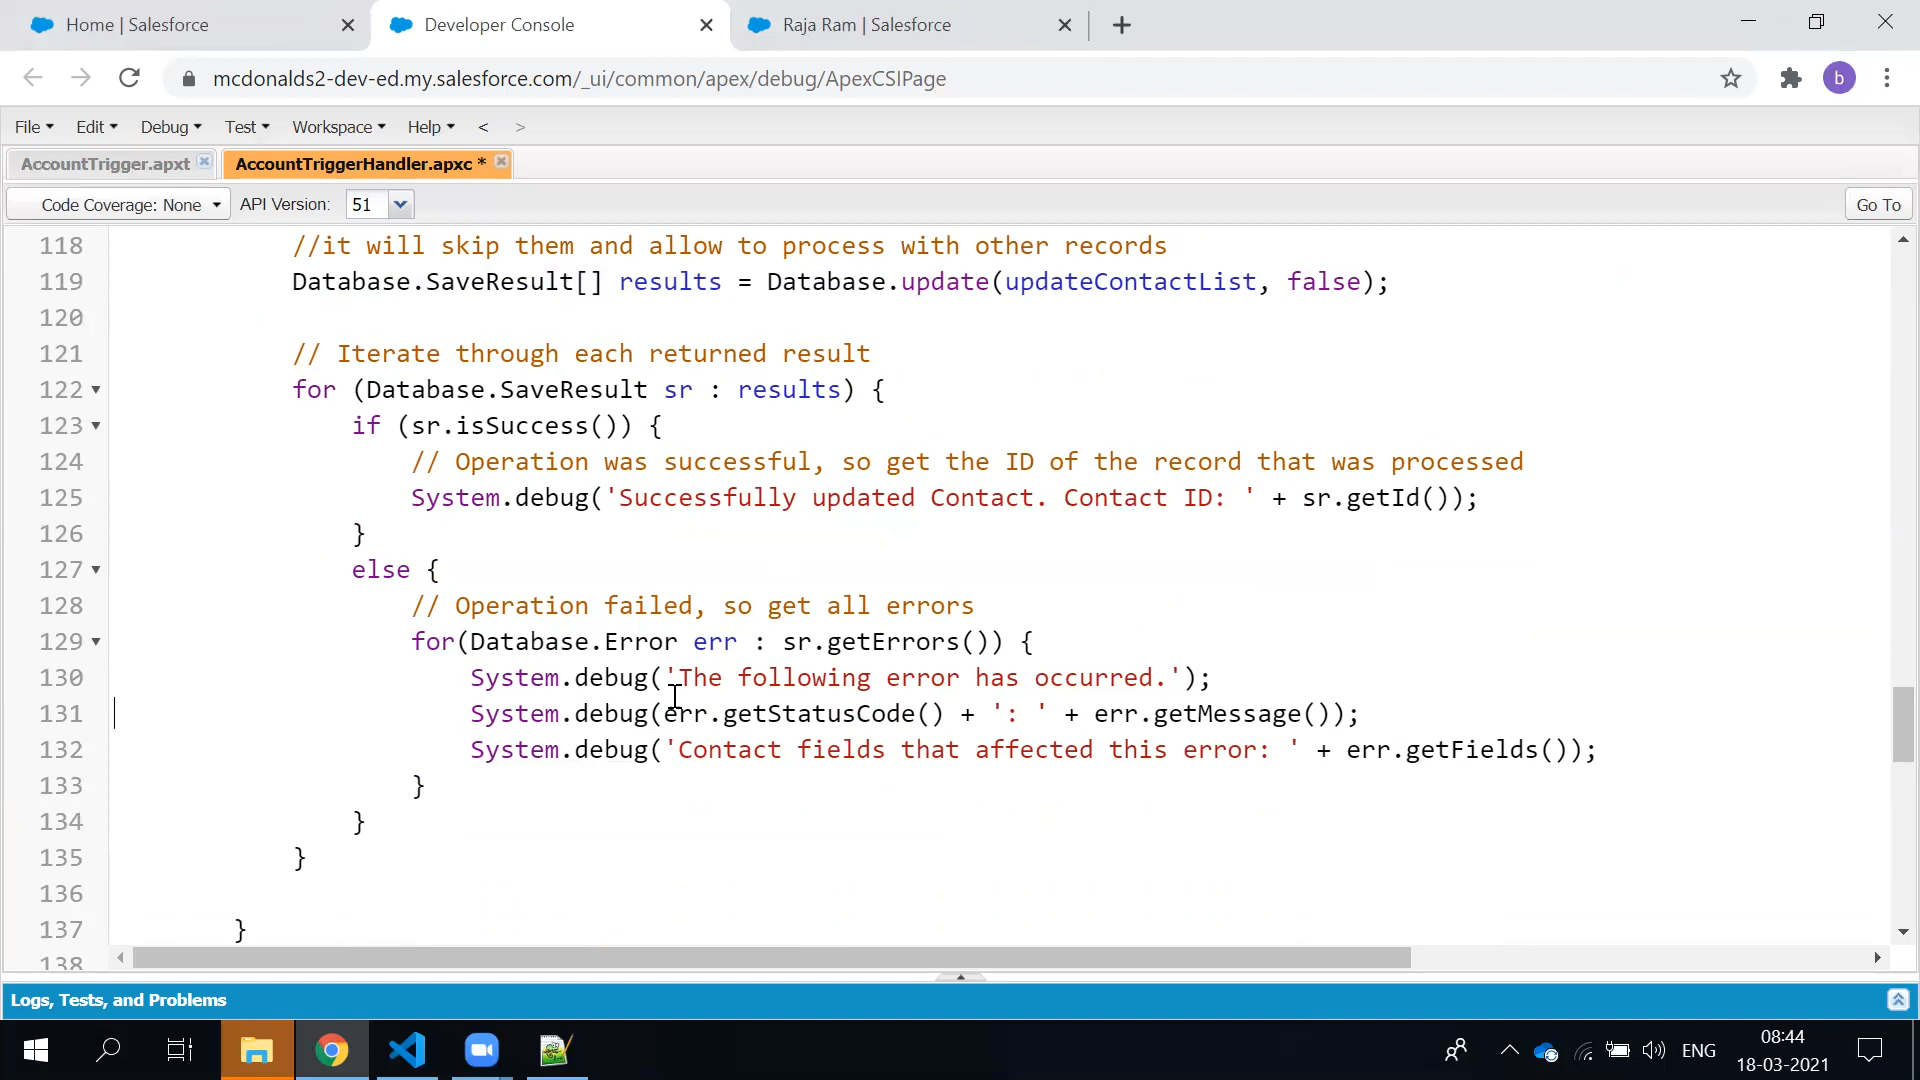 Home | Salesforce
Developer Console
Raja Ram | Salesforce
mcdonalds2-dev-ed.my.salesforce.com/_ui/common/apex/debug/ApexCSIPage
b
File Edit Debug Test Workspace Help < >
AccountTrigger.apxt
AccountTriggerHandler.apxc *
Code Coverage: None API Version: 51 Go To
118 //it will skip them and allow to process with other records
119 Database.SaveResult[] results = Database.update(updateContactList, false);
120
121 // Iterate through each returned result
122 for (Database.SaveResult sr : results) {
123 if (sr.isSuccess()) {
124 // Operation was successful, so get the ID of the record that was processed
125 System.debug('Successfully updated Contact. Contact ID: ' + sr.getId());
126 }
127 else {
128 // Operation failed, so get all errors
129 for(Database.Error err : sr.getErrors()) {
130 System.debug('The following error has occurred.');
131 System.debug(err.getStatusCode() + ': ' + err.getMessage());
132 System.debug('Contact fields that affected this error: ' + err.getFields());
133 }
134 }
135 }
136
137 }
138
Logs, Tests, and Problems
ENG
08:44
18-03-2021